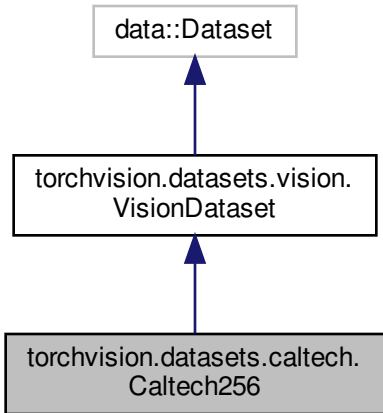 data::Dataset
torchvision.datasets.vision.
VisionDataset
torchvision.datasets.caltech.
Caltech256